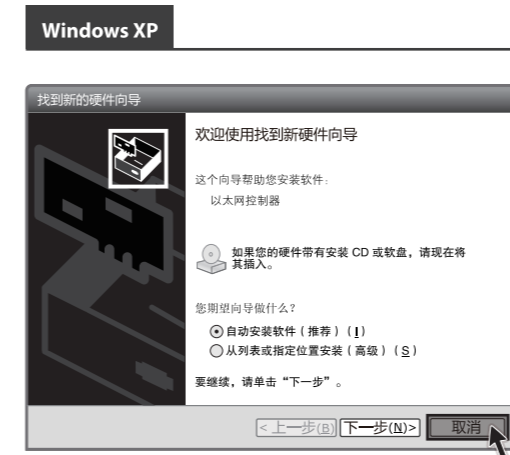 Windows XP
找到新的硬件向导
欢迎使用找到新硬件向导
这个向导帮助您安装软件:
以太网控制器
如果您的硬件带有安装 CD 或软盘，请现在将
其插入。
您期望向导做什么？
自动安装软件（推荐）（I）
从列表或指定位置安装（高级）（S）
要继续，请单击“下一步”。
<上一步(B) 下一步(N)> 取消